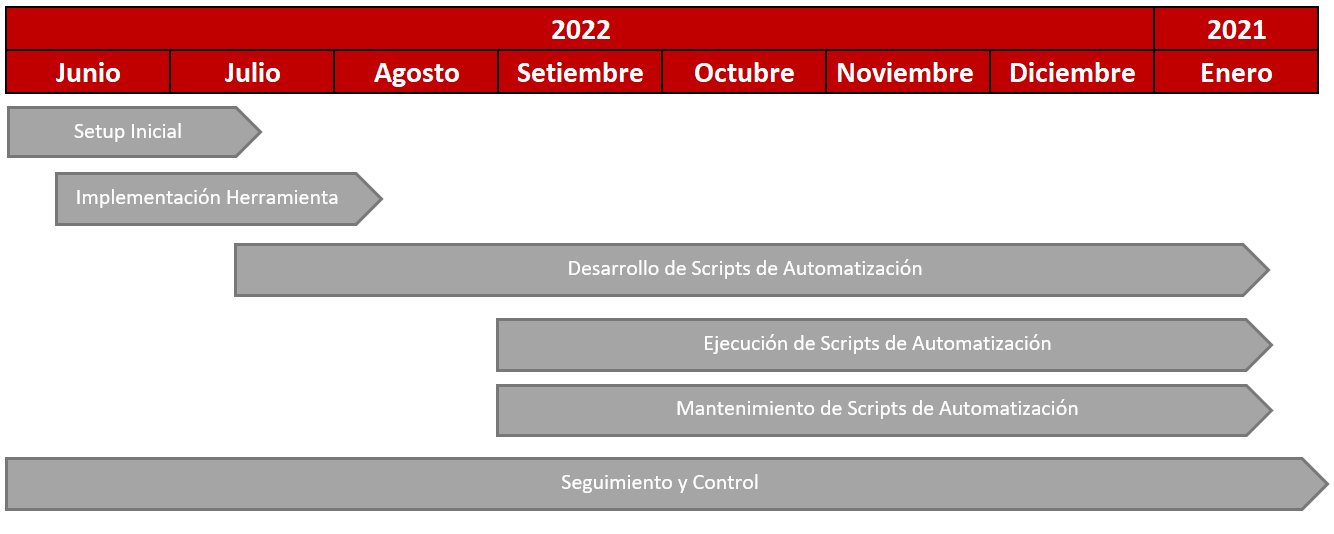 2022 2021
Junio Julio Agosto Setiembre Octubre Noviembre Diciembre Enero
Setup Inicial
Implementación Herramienta
Desarrollo de Scripts de Automatización
Ejecución de Scripts de Automatización
Mantenimiento de Scripts de Automatización
Seguimiento y Control